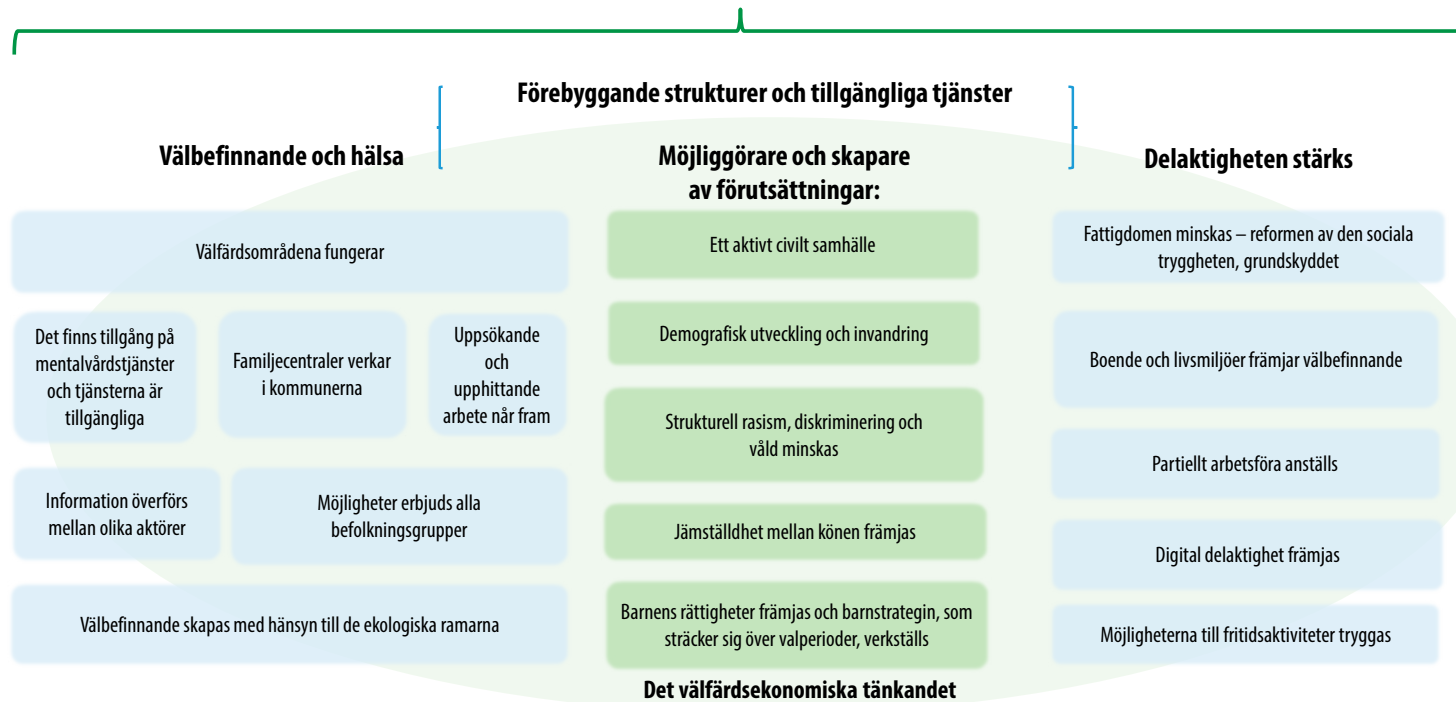 Förebyggande strukturer och tillgängliga tjänster
Välbefinnande och hälsa
Välfärdsområdena fungerar
Det finns tillgång på
mentalvårdstjänster
och tjänsterna är
tillgängliga
Familjecentraler verkar
i kommunerna
Uppsökande
och
upphittande
arbete når fram
Information överförs
mellan olika aktörer
Möjligheter erbjuds alla
befolkningsgrupper
Välbefinnande skapas med hänsyn till de ekologiska ramarna
Möjliggörare och skapare
av förutsättningar:
Ett aktivt civilt samhälle
Demografisk utveckling och invandring
Strukturell rasism, diskriminering och
våld minskas
Jämställdhet mellan könen främjas
Barnens rättigheter främjas och barnstrategin, som
sträcker sig över valperioder, verkställs
Det välfärdsekonomiska tänkandet
Delaktigheten stärks
Fattigdomen minskas – reformen av den sociala
tryggheten, grundskyddet
Boende och livsmiljöer främjar välbefinnande
Partiellt arbetsföra anställs
Digital delaktighet främjas
Möjligheterna till fritidsaktiviteter tryggas